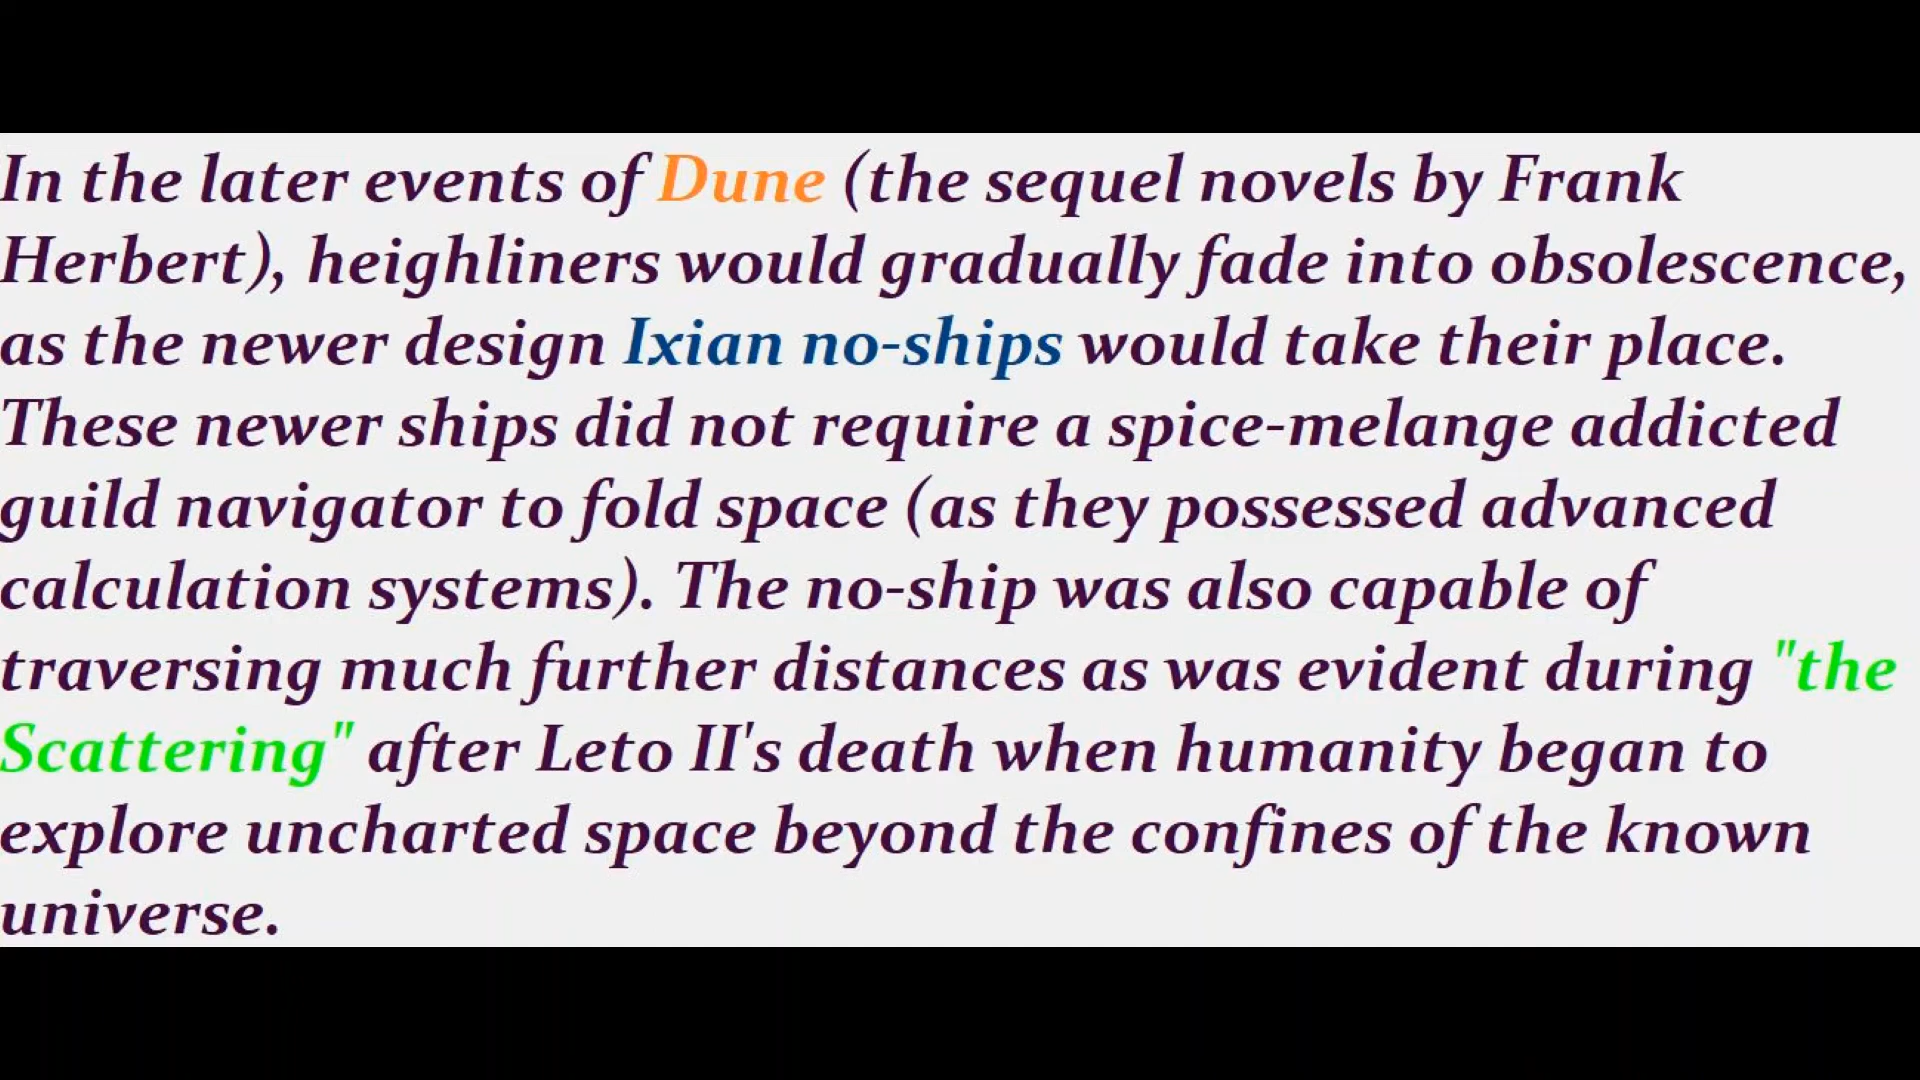 In the later events of Dune (the sequel novels by Frank
Herbert), heighliners would gradually fade into obsolescence,
as the newer design Ixian no-ships would take their place.
These newer ships did not require a spice-melange addicted
guild navigator to fold space (as they possessed advanced
calculation systems). The no-ship was also capable of
traversing much further distances as was evident during "the
Scattering" after Leto II's death when humanity began to
explore uncharted space beyond the confines of the known
universe.